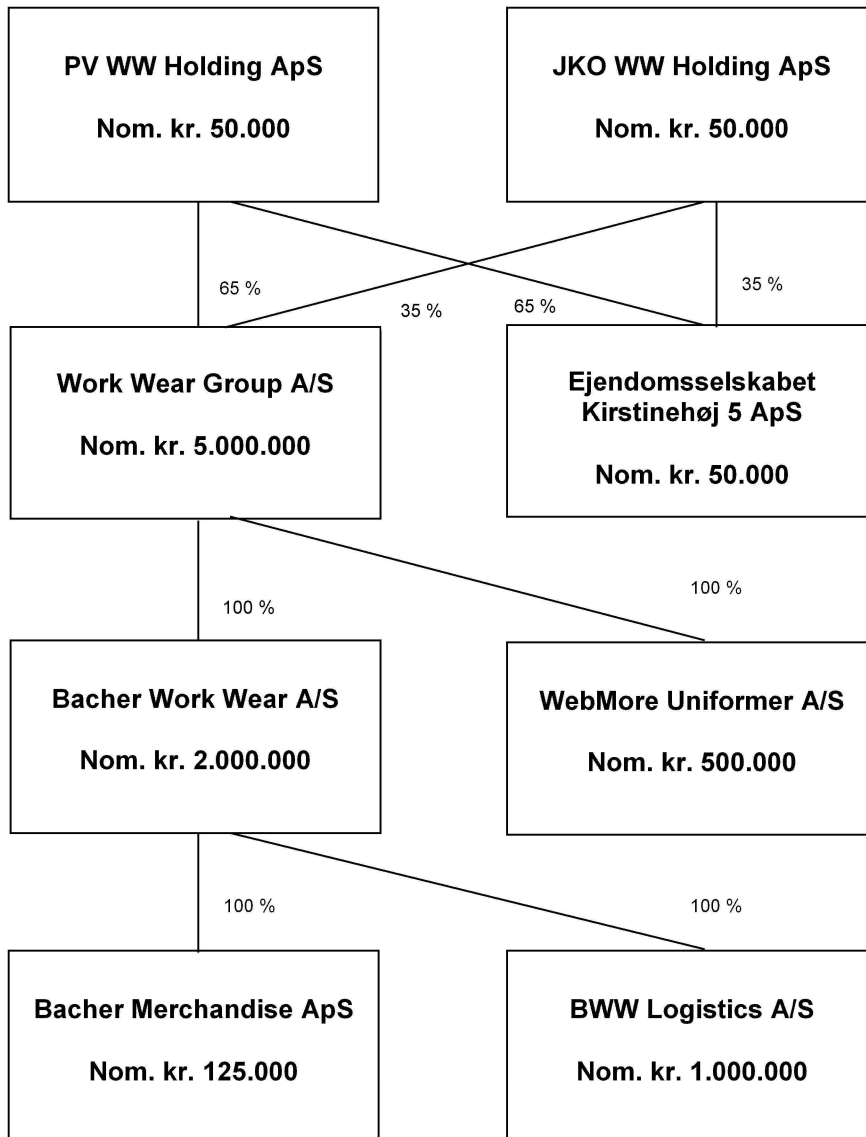 PV WW Holding ApS
Nom. kr. 50.000
JKO WW Holding ApS
Nom. kr. 50.000
65 %
35 %
65 %
35 %
Work Wear Group A/S
Nom. kr. 5.000.000
Ejendomsselskabet
Kirstinehøj 5 ApS
Nom. kr. 50.000
100 %
100 %
Bacher Work Wear A/S
Nom. kr. 2.000.000
WebMore Uniformer A/S
Nom. kr. 500.000
100 %
100 %
Bacher Merchandise ApS
Nom. kr. 125.000
BWW Logistics A/S
Nom. kr. 1.000.000